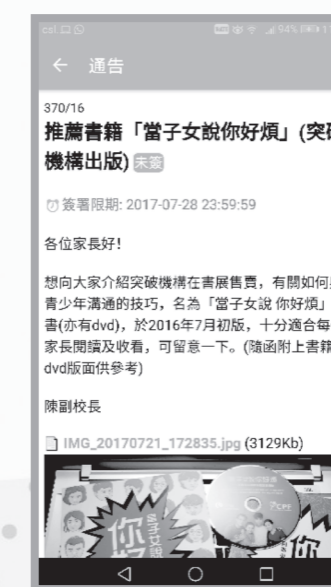 csl.
94%
通告
370/16
推薦書籍「當子女說你好煩」(突破
機構出版) 未簽
簽署限期: 2017-07-28 23:59:59
各位家長好！
想向大家介紹突破機構在書展售賣，有關如何
青少年溝通的技巧，名為「當子女說 你好煩」
書(亦有dvd)，於2016年7月初版，十分適合每
家長閱讀及收看，可留意一下。(隨函附上書籍
dvd版面供參考)
陳副校長
IMG_20170721_172835.jpg (3129Kb)
你